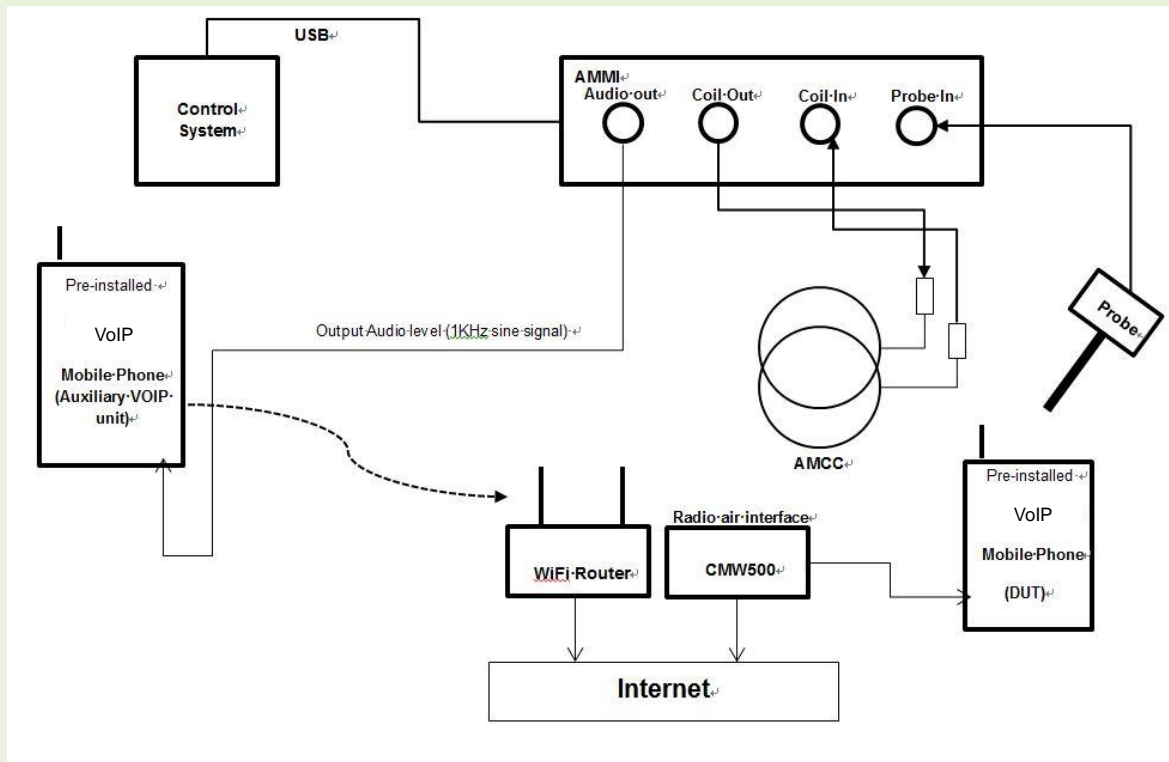 USB
Control
System
AMMI
Audio out
Coil Out
Coil In
Probe In
Pre-installed
VoIP
Mobile Phone
(Auxiliary VOIP
unit)
Output Audio level (1KHz sine signal)
Probe
AMCC
Radio air interface
WiFi Router
CMW500
Pre-installed
VoIP
Mobile Phone
(DUT)
Internet